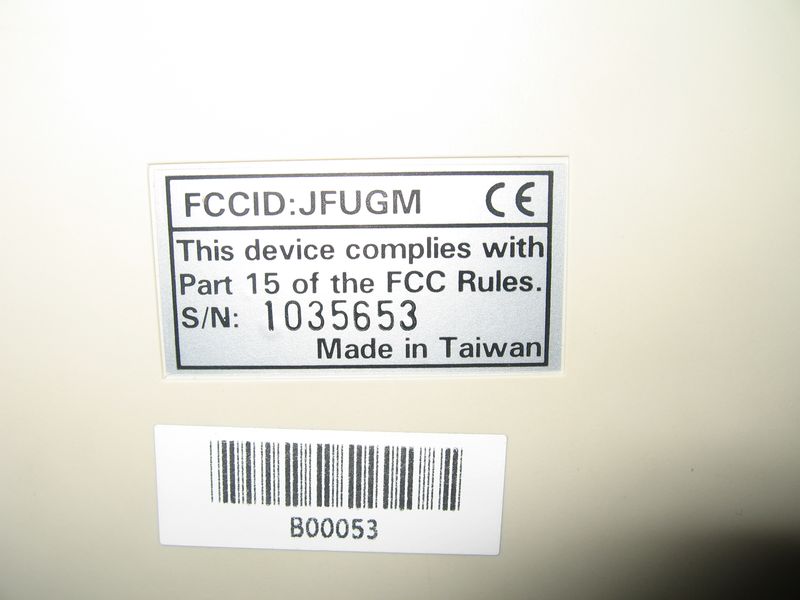 FCCID:JFUGM CE
This device complies with
Part 15 of the FCC Rules.
S/N: 1035653
Made in Taiwan
B00053